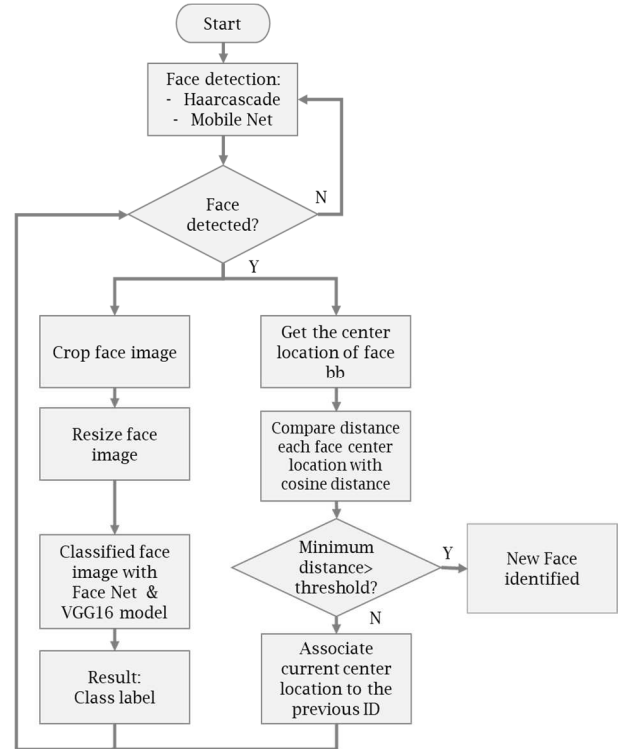 Start
Face detection:
- Haarcascade
- Mobile Net
N
Face
detected?
Y
Crop face image
Get the center
location of face
bb
Resize face
image
Compare distance
each face center
location with
cosine distance
Classified face
image with
Face Net &
VGG16 model
Minimum
distance>
threshold?
Y
New Face
identified
N
Result:
Class label
Associate
current center
location to the
previous ID